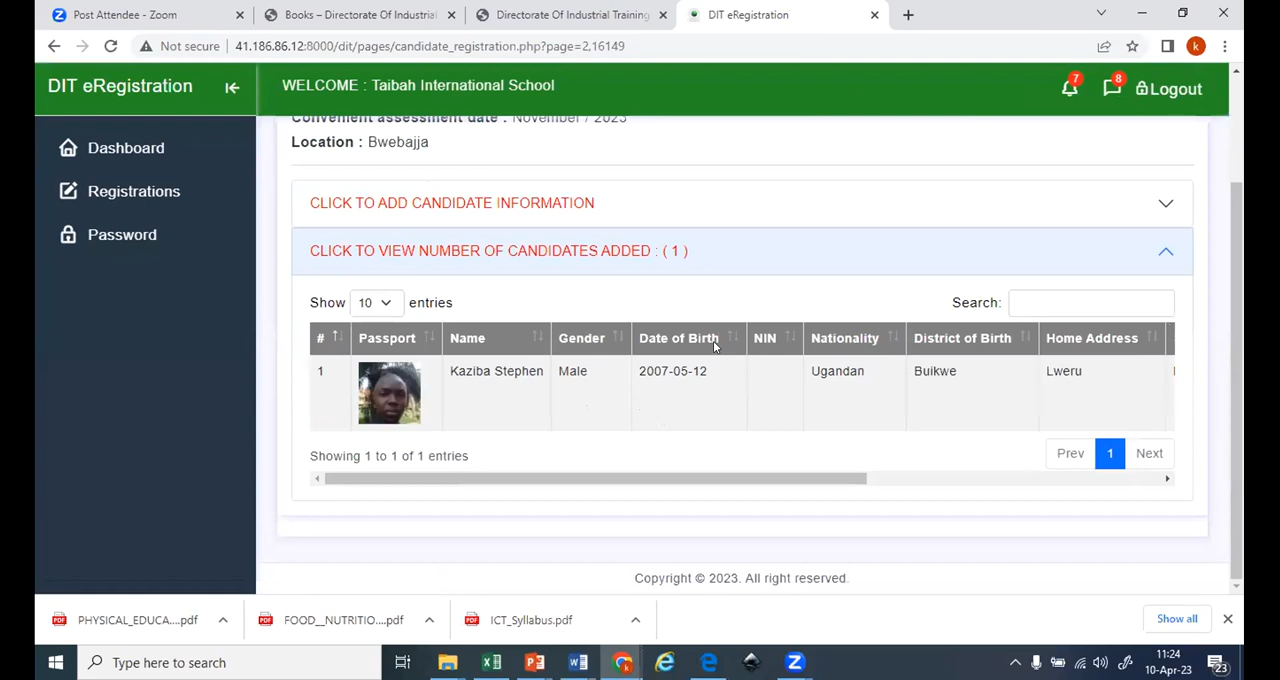 Post Attendee - Zoom
Books – Directorate Of Industrial
Directorate Of Industrial Training
DIT eRegistration
Not secure
41.186.86.12:8000/dit/pages/candidate_registration.php?page=2,16149
k
DIT eRegistration
WELCOME : Taibah International School
7
8
Logout
Convenient assessment date : November / 2023
Dashboard
Location : Bwebajja
Registrations
CLICK TO ADD CANDIDATE INFORMATION
Password
CLICK TO VIEW NUMBER OF CANDIDATES ADDED : ( 1 )
Show 10 entries
Search:
# Passport Name Gender Date of Birth NIN Nationality District of Birth Home Address
1 Kaziba Stephen Male 2007-05-12 Ugandan Buikwe Lweru
Showing 1 to 1 of 1 entries
Prev 1 Next
Copyright © 2023. All right reserved.
PHYSICAL_EDUCA....pdf
FOOD__NUTRITIO....pdf
ICT_Syllabus.pdf
Show all
Type here to search
11:24
10-Apr-23
23